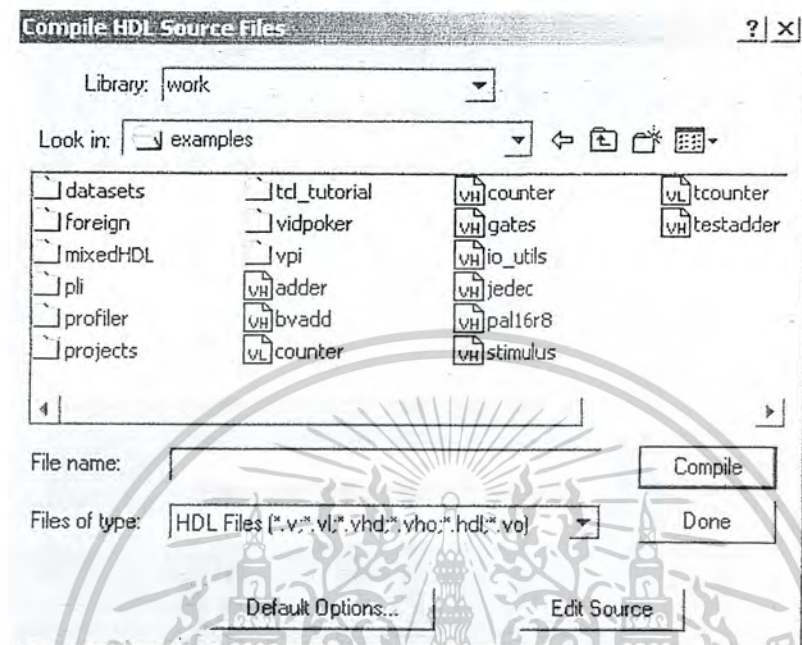 Compile HDL Source Files
Library: work
Look in: examples
datasets tcl_tutorial counter tcounter
foreign vidpoker gates testadder
mixedHDL vpi io_utils
pli adder jedec
profiler bvadd pal16r8
projects counter stimulus
File name: Compile
Files of type: HDL Files (*.v;*.vl;*.vhd;*.vho;*.hdl;*.vo) Done
Default Options... Edit Source